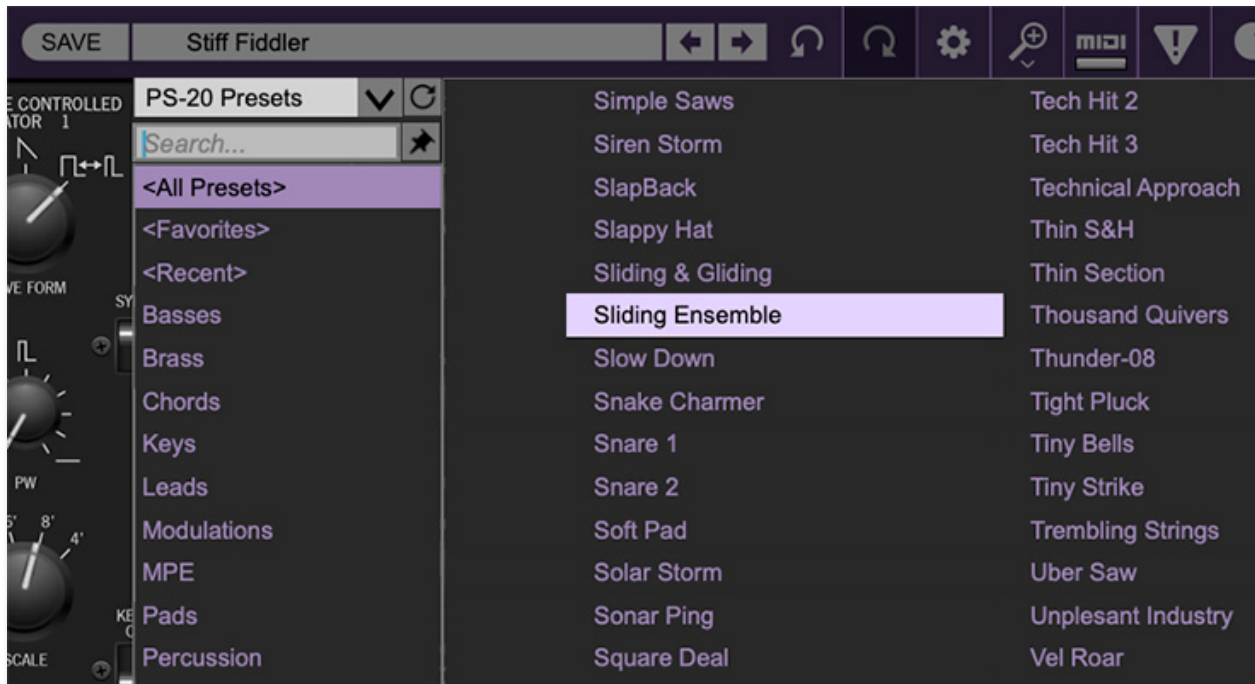 SAVE
Stiff Fiddler
MIDI
E CONTROLLED
ATOR 1
VE FORM
SY
PW
8'
4'
SCALE
PS-20 Presets
Search...
<All Presets>
<Favorites>
<Recent>
Basses
Brass
Chords
Keys
Leads
Modulations
MPE
Pads
Percussion
Simple Saws
Siren Storm
SlapBack
Slappy Hat
Sliding & Gliding
Sliding Ensemble
Slow Down
Snake Charmer
Snare 1
Snare 2
Soft Pad
Solar Storm
Sonar Ping
Square Deal
Tech Hit 2
Tech Hit 3
Technical Approach
Thin S&H
Thin Section
Thousand Quivers
Thunder-08
Tight Pluck
Tiny Bells
Tiny Strike
Trembling Strings
Uber Saw
Unplesant Industry
Vel Roar